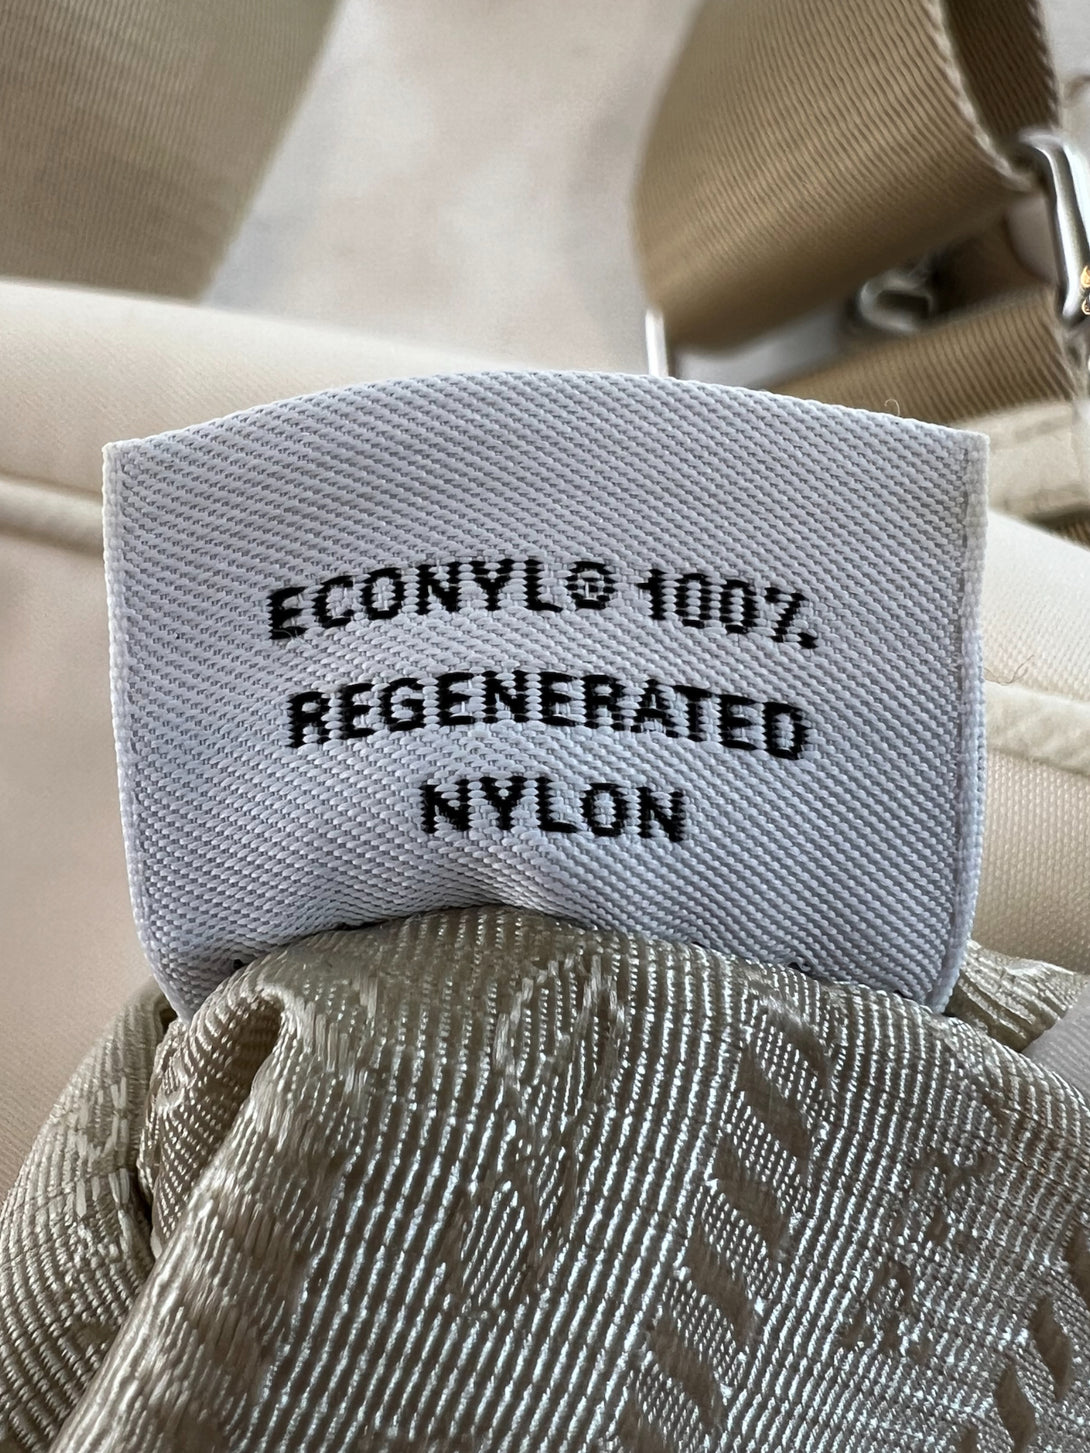 ECONYL® 100%
REGENERATED
NYLON